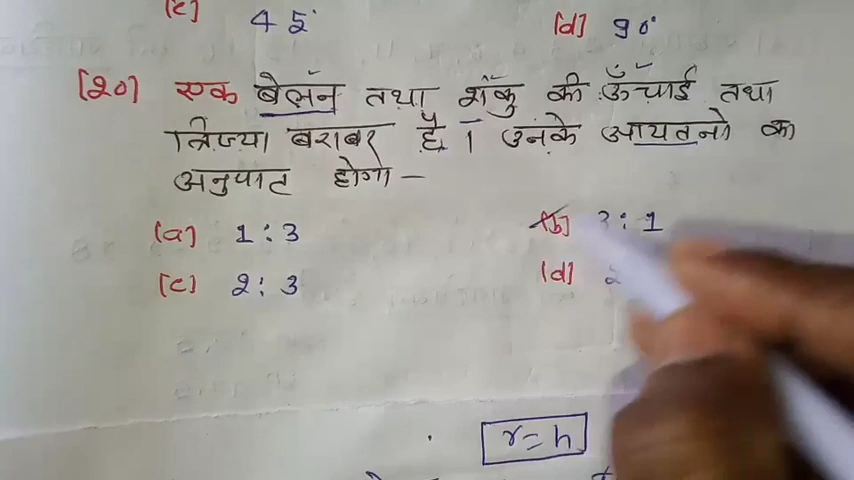 [c] 45° [d] 90°
[20] एक बेलन तथा शंकु की ऊँचाई तथा
त्रिज्या बराबर है। उनके आयतनो का
अनुपात होगा—
(a) 1:3 (b) 3:1
[c] 2:3 [d]
r=h